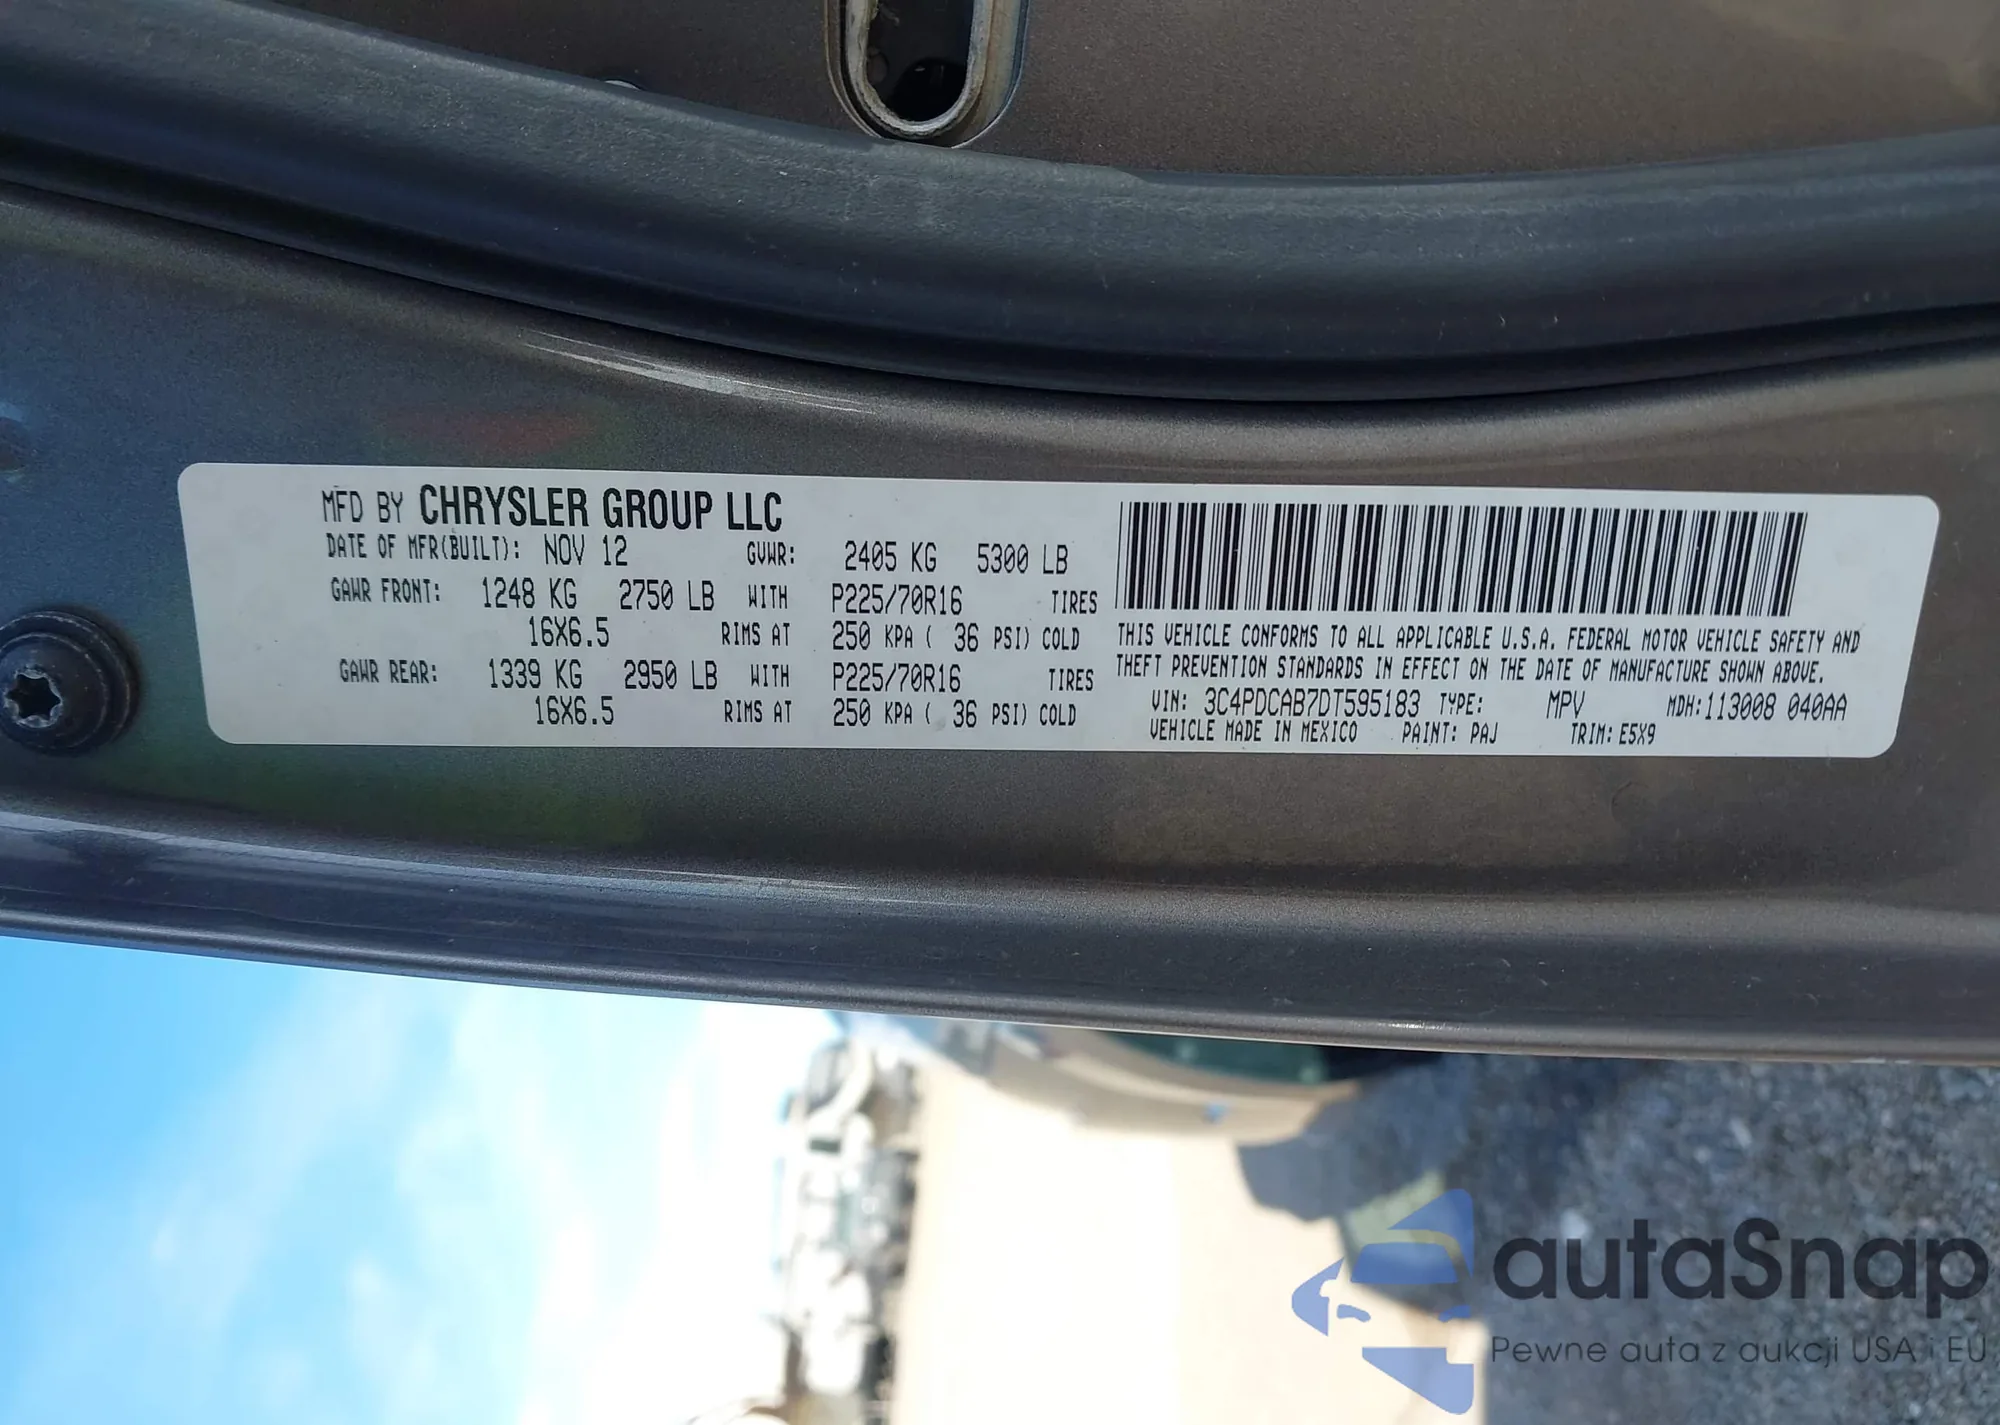 MFD BY CHRYSLER GROUP LLC
DATE OF MFR(BUILT): NOV 12 GVWR: 2405 KG 5300 LB
GAWR FRONT: 1248 KG 2750 LB WITH P225/70R16 TIRES
16X6.5 RIMS AT 250 KPA ( 36 PSI) COLD
GAWR REAR: 1339 KG 2950 LB WITH P225/70R16 TIRES
16X6.5 RIMS AT 250 KPA ( 36 PSI) COLD
THIS VEHICLE CONFORMS TO ALL APPLICABLE U.S.A. FEDERAL MOTOR VEHICLE SAFETY AND
THEFT PREVENTION STANDARDS IN EFFECT ON THE DATE OF MANUFACTURE SHOWN ABOVE.
VIN: 3C4PDCAB7DT595183 TYPE: MPV MDH:113008 040AA
VEHICLE MADE IN MEXICO PAINT: PAJ TRIM: E5X9
autaSnap
Pewne auta z aukcji USA i EU